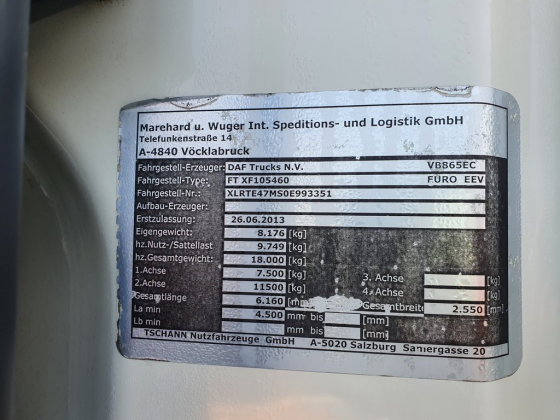 Marehard u. Wuger Int. Speditions- und Logistik GmbH
Telefunkenstraße 14
A-4840 Vöcklabruck
Fahrgestell-Erzeuger: DAF Trucks N.V. VB865EC
Fahrgestell-Type: FT XF105460 EURO EEV
Fahrgestell-Nr.: XLRTE47MS0E993351
Aufbau-Erzeuger:
Erstzulassung: 26.06.2013
Eigengewicht: 8.176 [kg]
hz.Nutz-/Sattellast 9.749 [kg]
hz.Gesamtgewicht: 18.000 [kg]
1.Achse 7.500 [kg] 3. Achse [kg]
2.Achse 11500 [kg] 4. Achse [kg]
Gesamtlänge 6.160 [mm] Gesamtbreite 2.550 [mm]
La min 4.500 mm bis [mm]
Lb min mm bis [mm]
TSCHANN Nutzfahrzeuge GmbH A-5020 Salzburg Samergasse 20